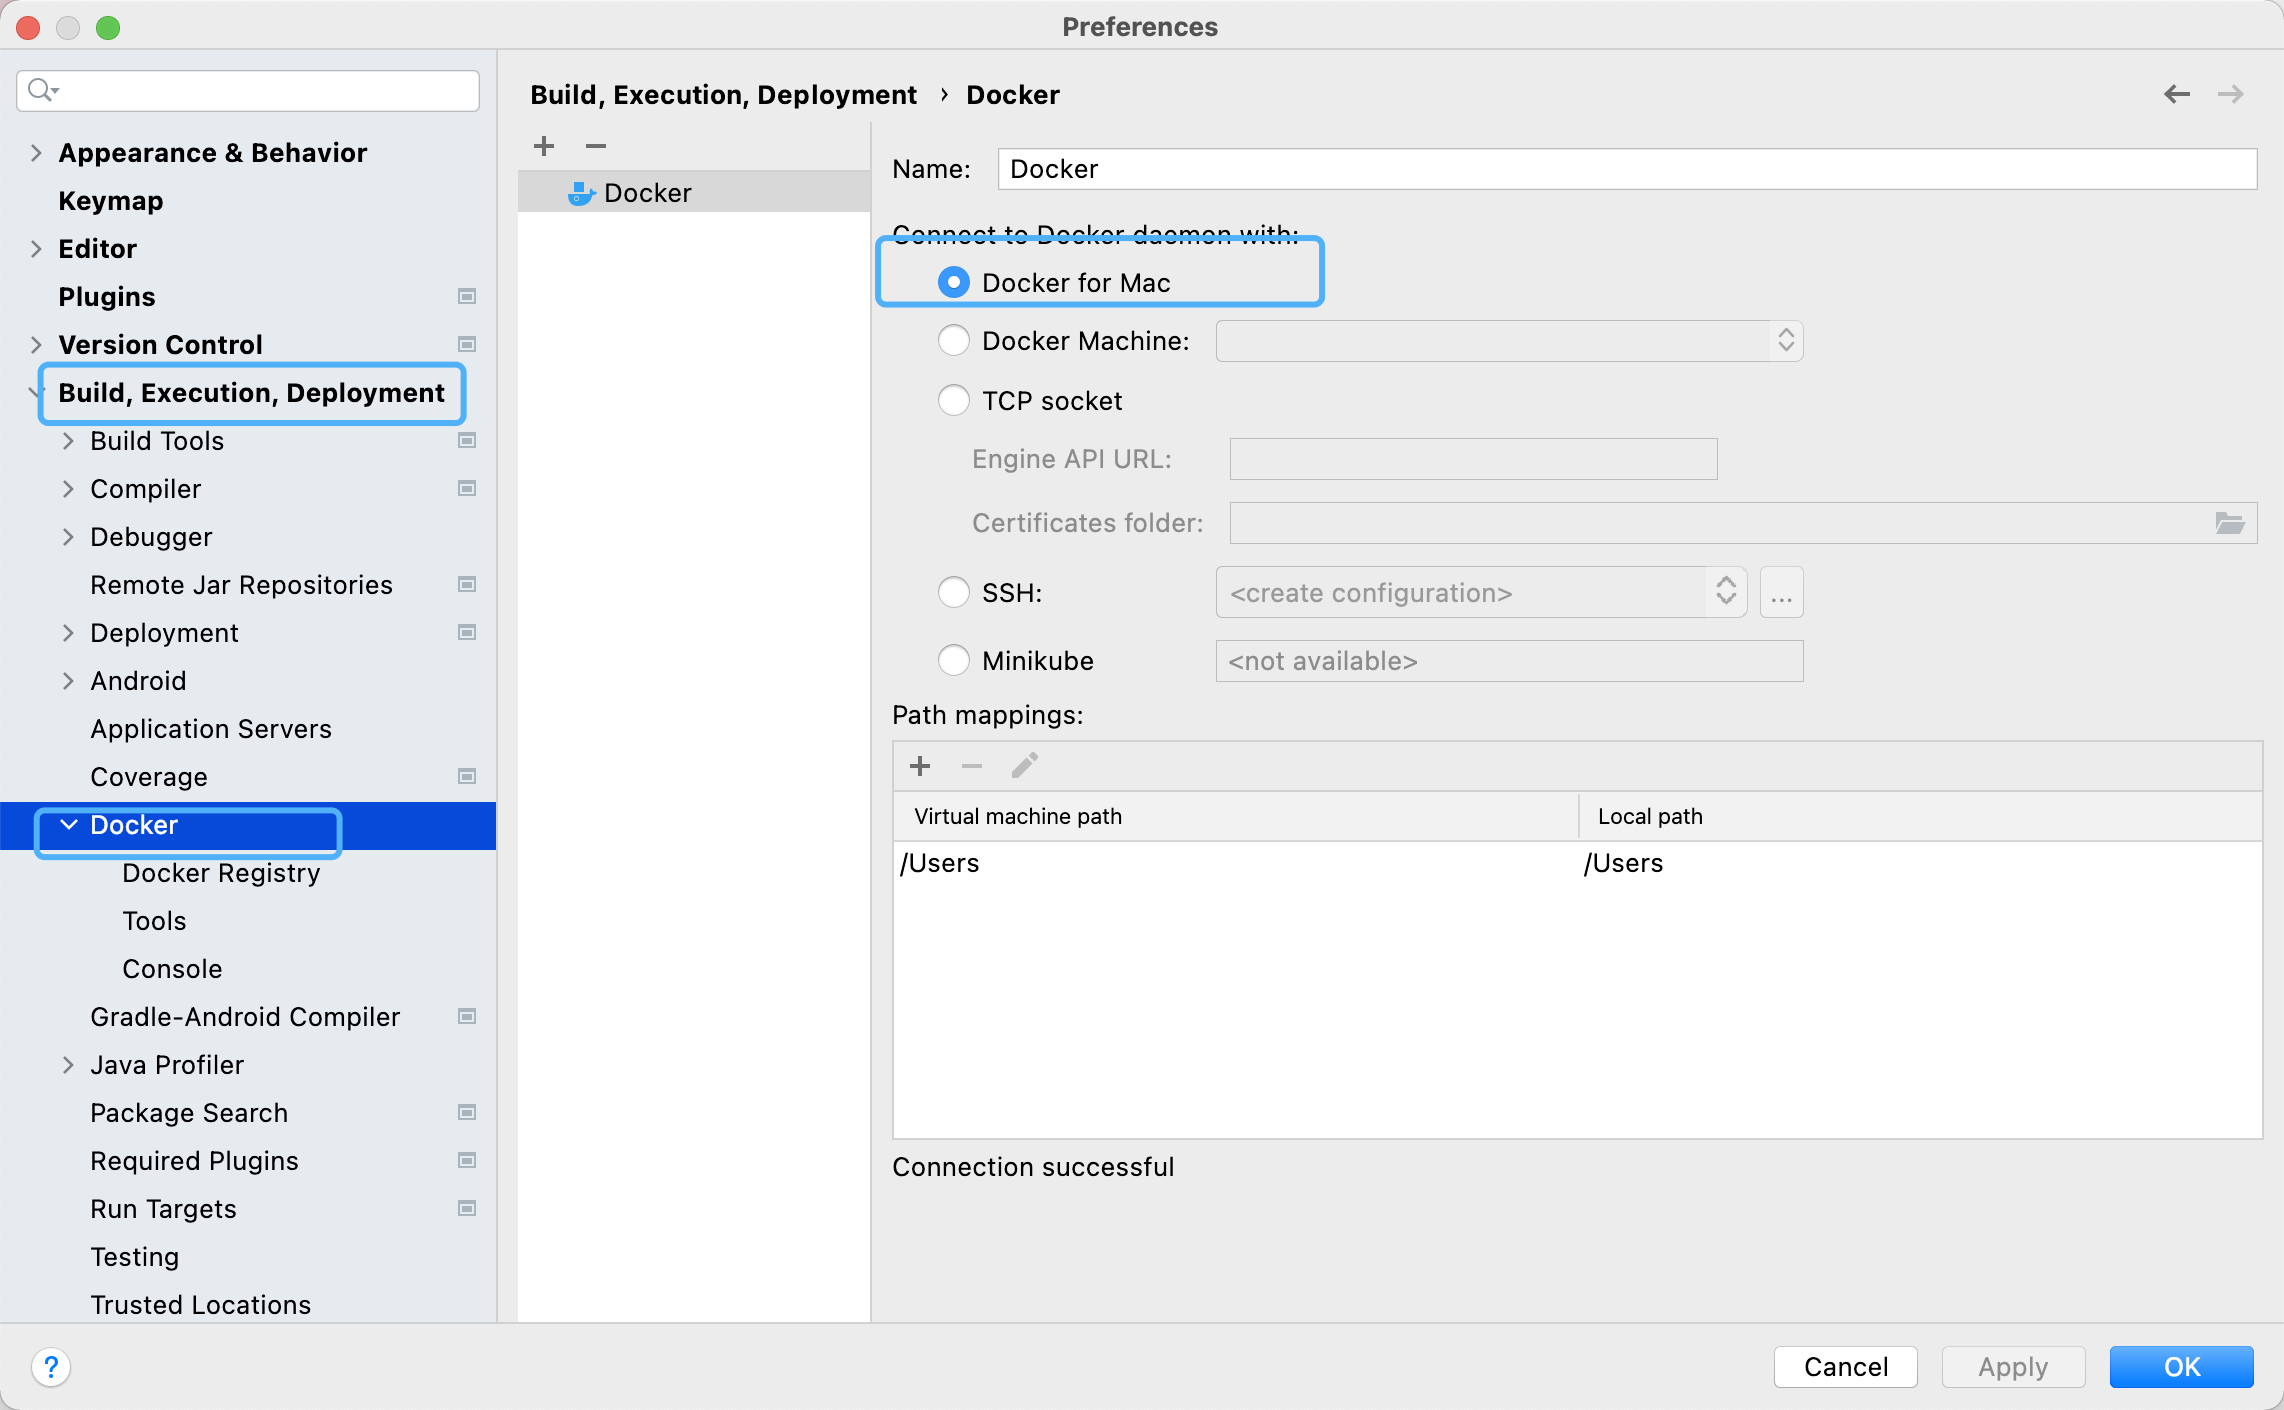 Preferences
Build, Execution, Deployment › Docker
Appearance & Behavior
Keymap
Editor
Plugins
Version Control
Build, Execution, Deployment
Build Tools
Compiler
Debugger
Remote Jar Repositories
Deployment
Android
Application Servers
Coverage
Docker
Docker Registry
Tools
Console
Gradle-Android Compiler
Java Profiler
Package Search
Required Plugins
Run Targets
Testing
Trusted Locations
Docker
Name: Docker
Connect to Docker daemon with:
Docker for Mac
Docker Machine:
TCP socket
Engine API URL:
Certificates folder:
SSH: <create configuration> ...
Minikube <not available>
Path mappings:
Virtual machine path Local path
/Users /Users
Connection successful
? Cancel Apply OK